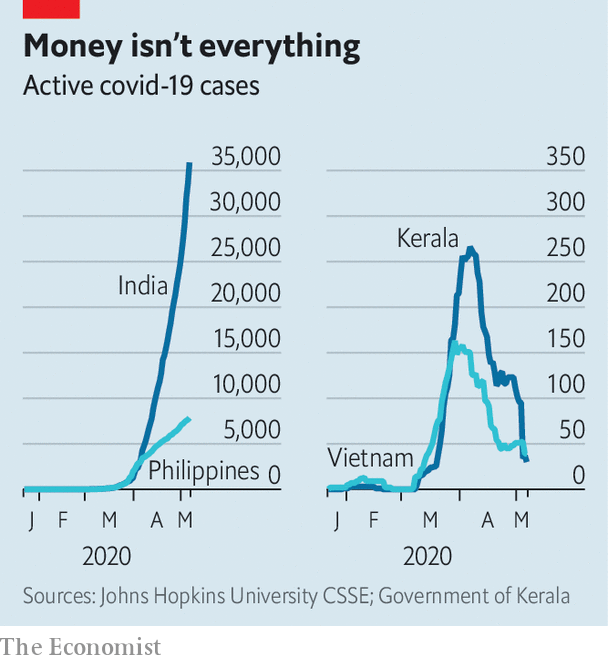 Money isn’t everything
Active covid-19 cases
35,000
30,000
25,000
20,000
15,000
10,000
5,000
0
India
Philippines
J F M A M
2020
350
300
250
200
150
100
50
0
Kerala
Vietnam
J F M A M
2020
Sources: Johns Hopkins University CSSE; Government of Kerala
The Economist